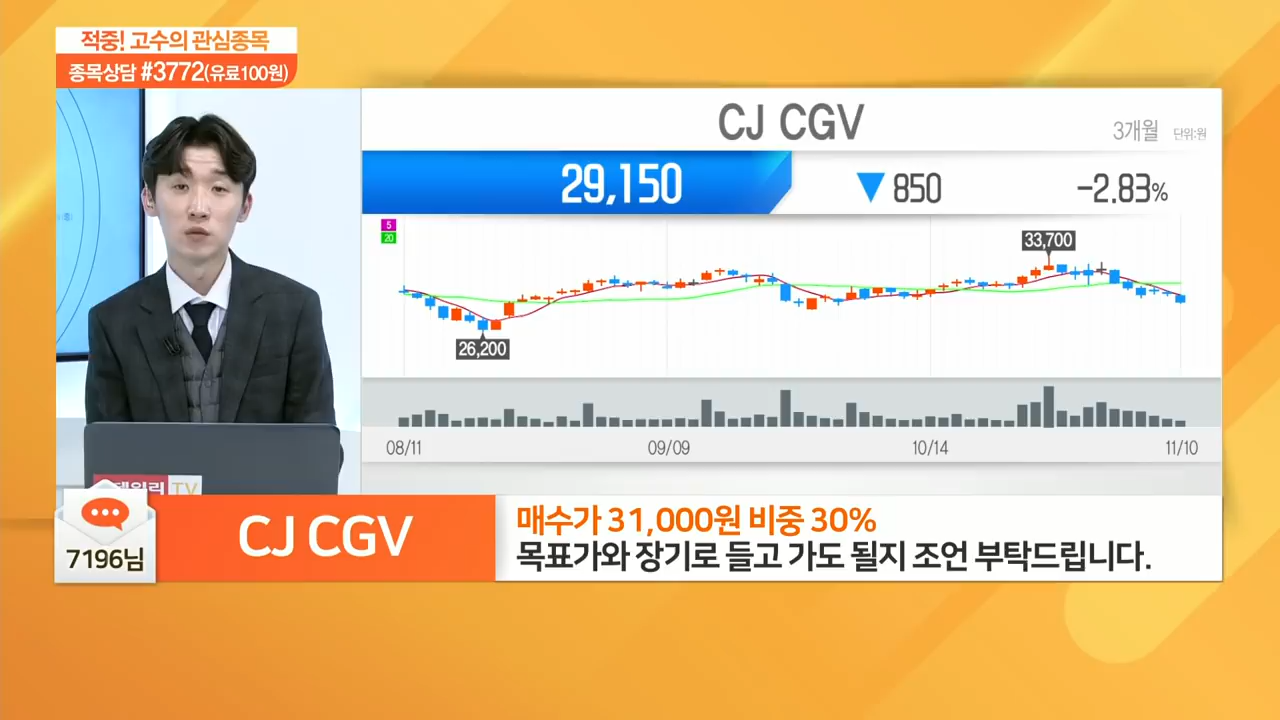 적중! 고수의 관심종목
종목상담 #3772(유료100원)
CJ CGV
3개월 단위:원
29,150 ▼ 850 -2.83%
5
20
33,700
26,200
08/11 09/09 10/14 11/10
데일리 TV
7196님
CJ CGV
매수가 31,000원 비중 30%
목표가와 장기로 들고 가도 될지 조언 부탁드립니다.